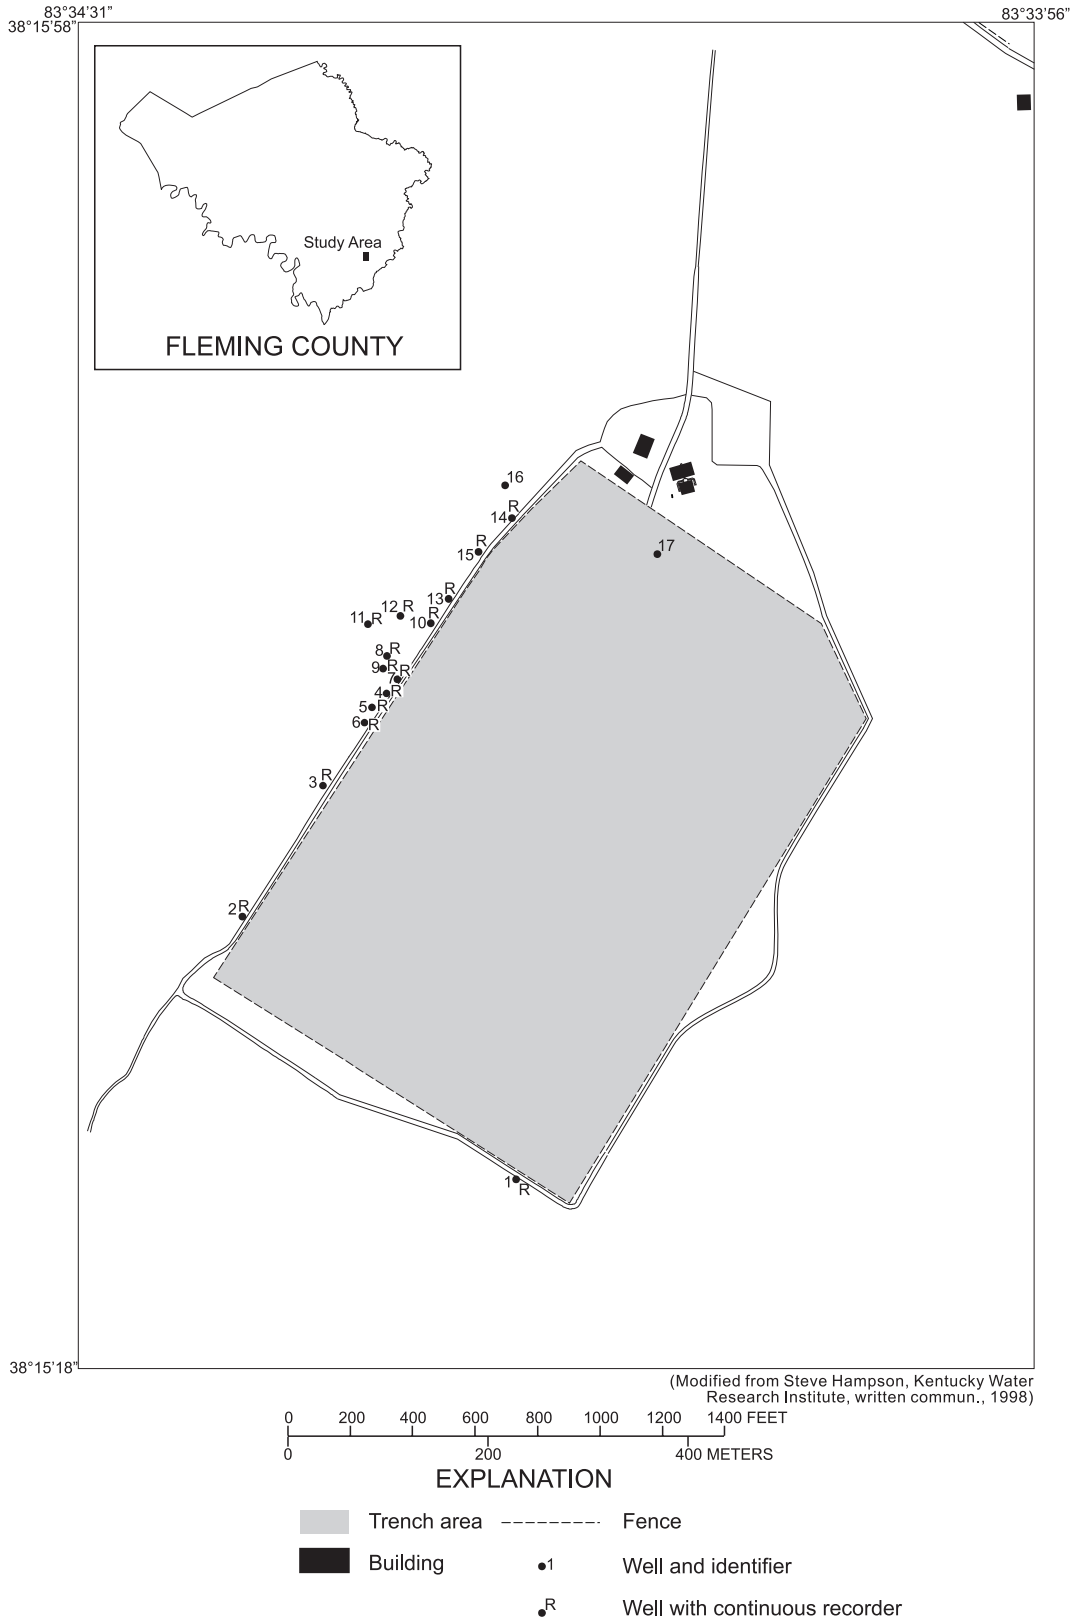 83°34’31”
83°33’56”
38°15’58”
Study Area
FLEMING COUNTY
16
R
14
R
15
17
R
13
12 R
R
11 R
10
8 R
9 R
R
7
4 R
5 R
6 R
R
3
2 R
1 R
38°15’18”
(Modified from Steve Hampson, Kentucky Water
Research Institute, written commun., 1998)
0 200 400 600 800 1000 1200 1400 FEET
0 200 400 METERS
EXPLANATION
Trench area
Fence
Building
1 Well and identifier
R Well with continuous recorder